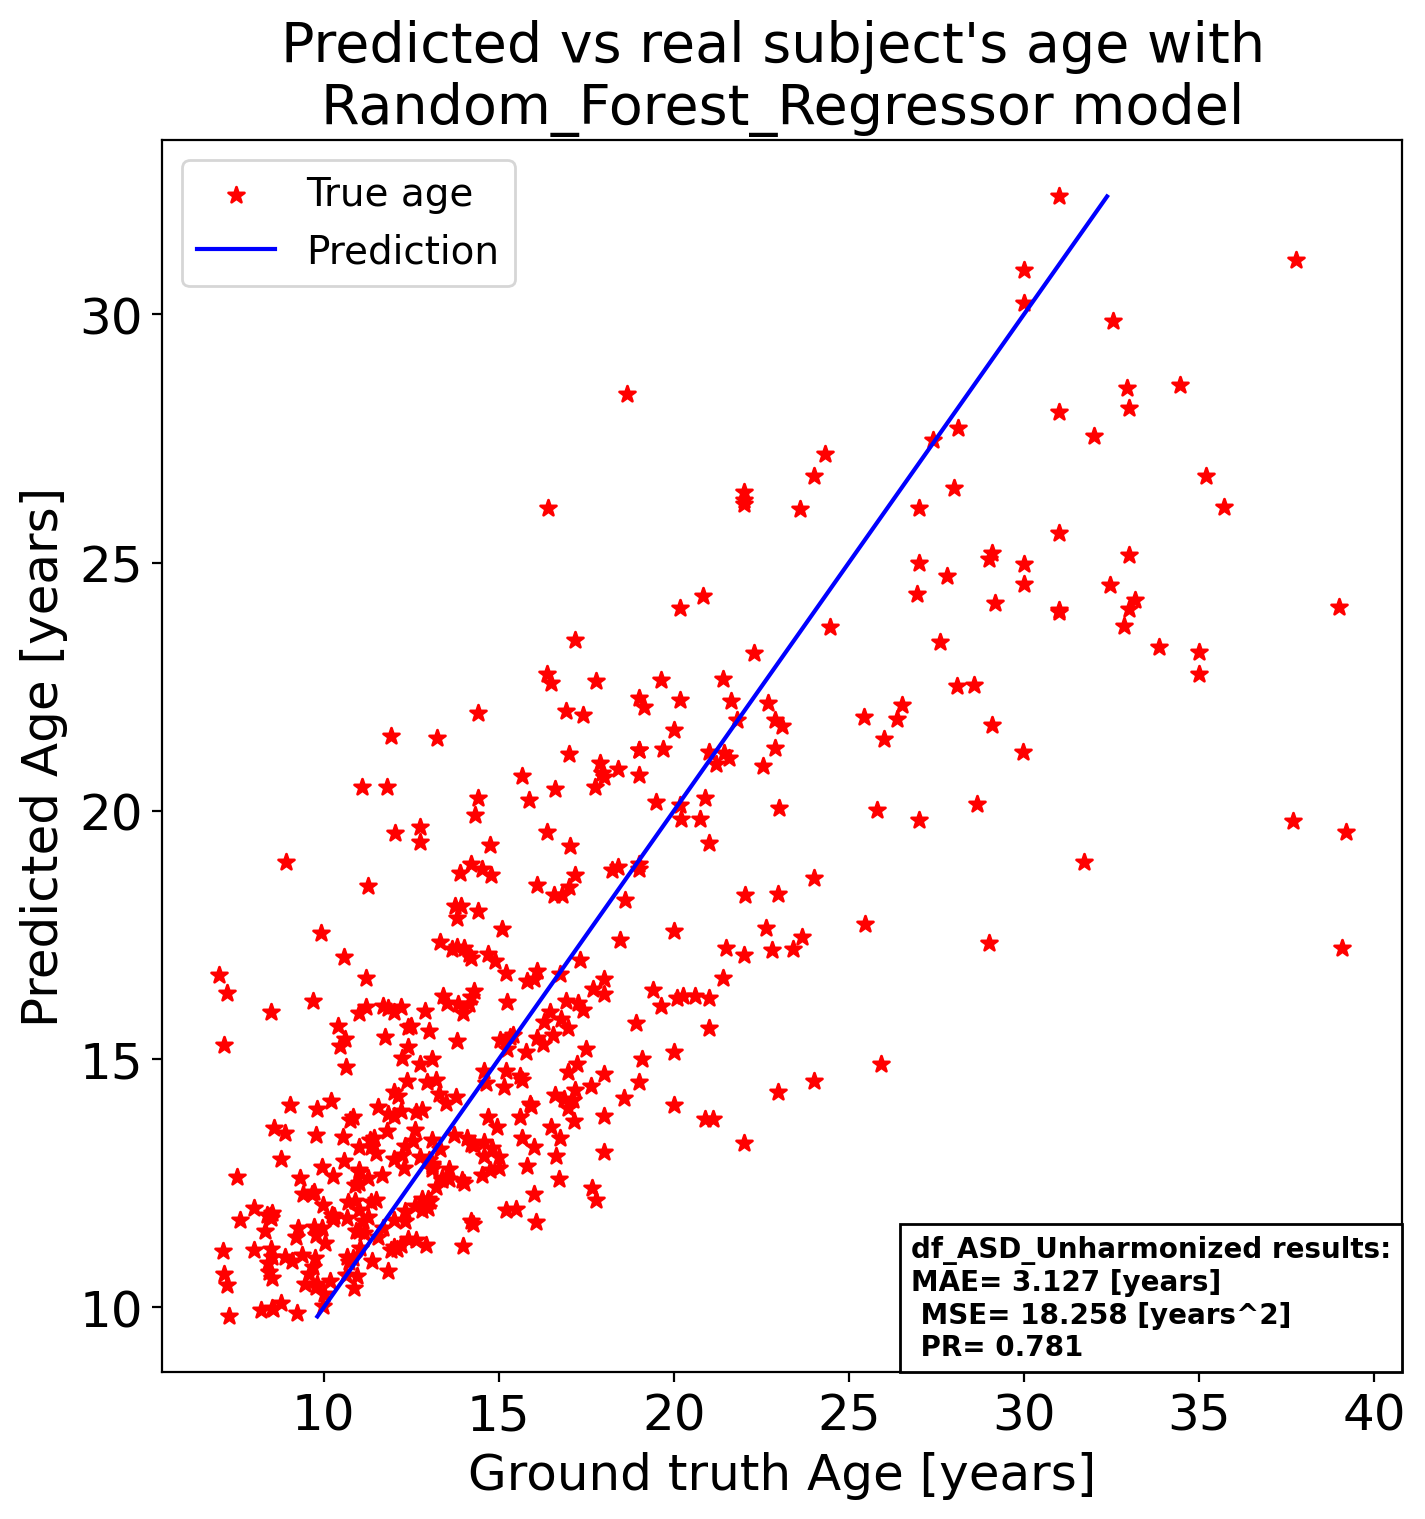 Predicted vs real subject's age with
Random_Forest_Regressor model
True age
Prediction
30
25
20
15
10
Predicted Age [years]
df_ASD_Unharmonized results:
MAE= 3.127 [years]
MSE= 18.258 [years^2]
PR= 0.781
10 15 20 25 30 35 40
Ground truth Age [years]